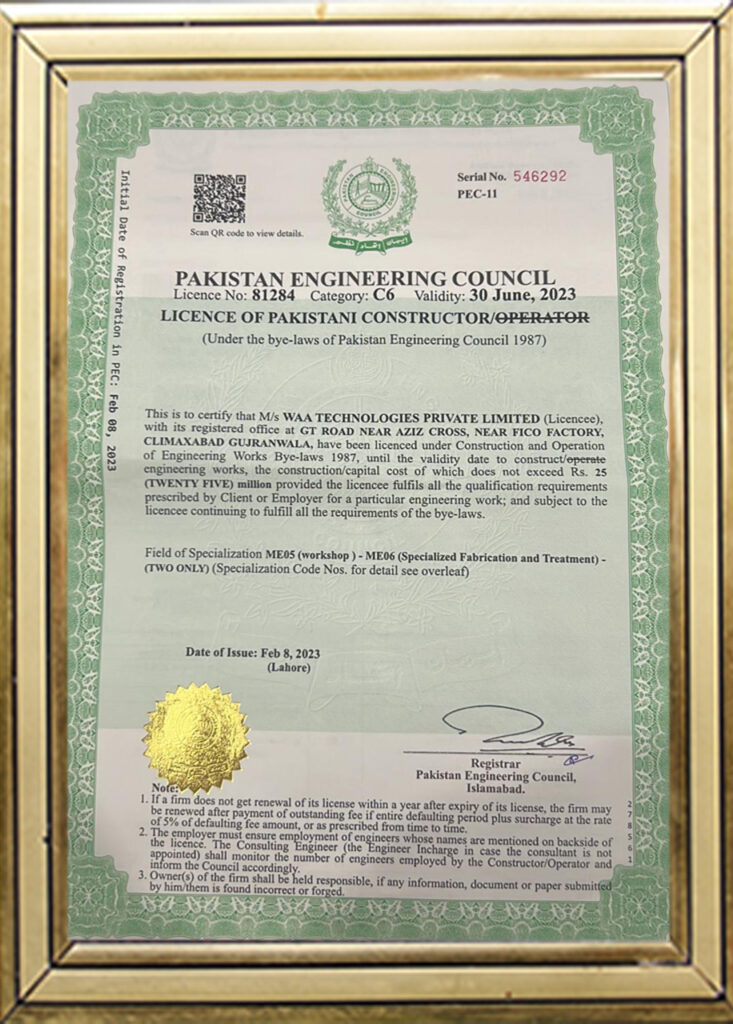 Scan QR code to view details.
PAKISTAN ENGINEERING COUNCIL
Serial No. 546292
PEC-11
Initial Date of Registration in PEC: Feb 08, 2023
PAKISTAN ENGINEERING COUNCIL
Licence No: 81284 Category: C6 Validity: 30 June, 2023
LICENCE OF PAKISTANI CONSTRUCTOR/OPERATOR
(Under the bye-laws of Pakistan Engineering Council 1987)
This is to certify that M/s WAA TECHNOLOGIES PRIVATE LIMITED (Licencee),
with its registered office at GT ROAD NEAR AZIZ CROSS, NEAR FICO FACTORY,
CLIMAXABAD GUJRANWALA, have been licenced under Construction and Operation
of Engineering Works Bye-laws 1987, until the validity date to construct/operate
engineering works, the construction/capital cost of which does not exceed Rs. 25
(TWENTY FIVE) million provided the licencee fulfils all the qualification requirements
prescribed by Client or Employer for a particular engineering work; and subject to the
licencee continuing to fulfill all the requirements of the bye-laws.
Field of Specialization ME05 (workshop ) - ME06 (Specialized Fabrication and Treatment) -
(TWO ONLY) (Specialization Code Nos. for detail see overleaf)
Date of Issue: Feb 8, 2023
(Lahore)
Registrar
Pakistan Engineering Council,
Islamabad.
Note:
1. If a firm does not get renewal of its license within a year after expiry of its license, the firm may
be renewed after payment of outstanding fee if entire defaulting period plus surcharge at the rate
of 5% of defaulting fee amount, or as prescribed from time to time.
2. The employer must ensure employment of engineers whose names are mentioned on backside of
the licence. The Consulting Engineer (the Engineer Incharge in case the consultant is not
appointed) shall monitor the number of engineers employed by the Constructor/Operator and
inform the Council accordingly.
3. Owner(s) of the firm shall be held responsible, if any information, document or paper submitted
by him/them is found incorrect or forged.
278561